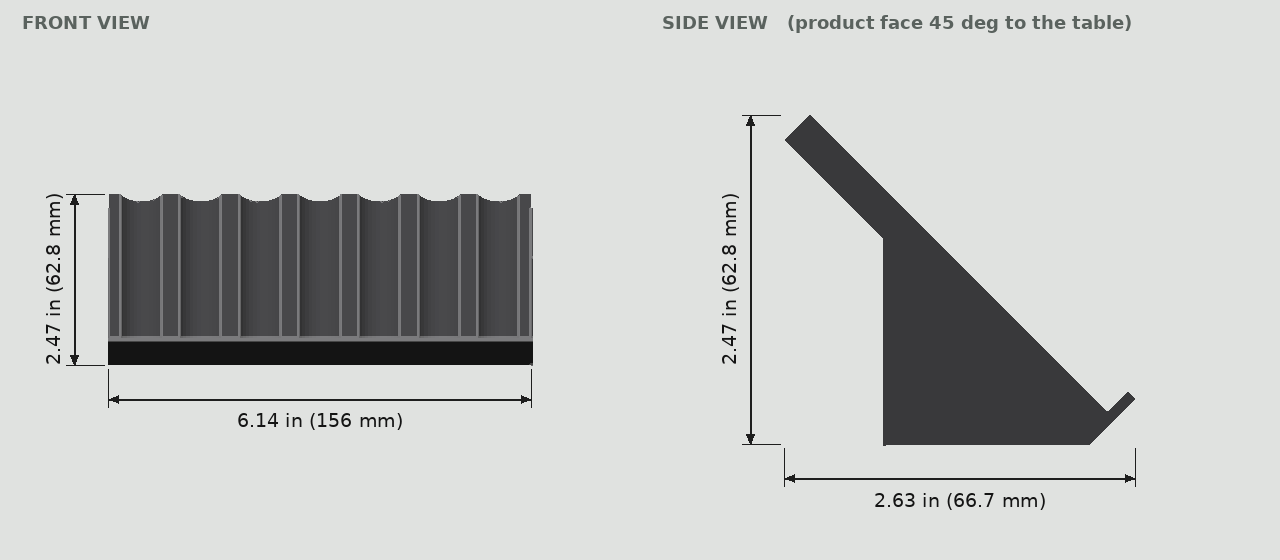 FRONT VIEW
SIDE VIEW (product face 45 deg to the table)
2.47 in (62.8 mm)
6.14 in (156 mm)
2.47 in (62.8 mm)
2.63 in (66.7 mm)